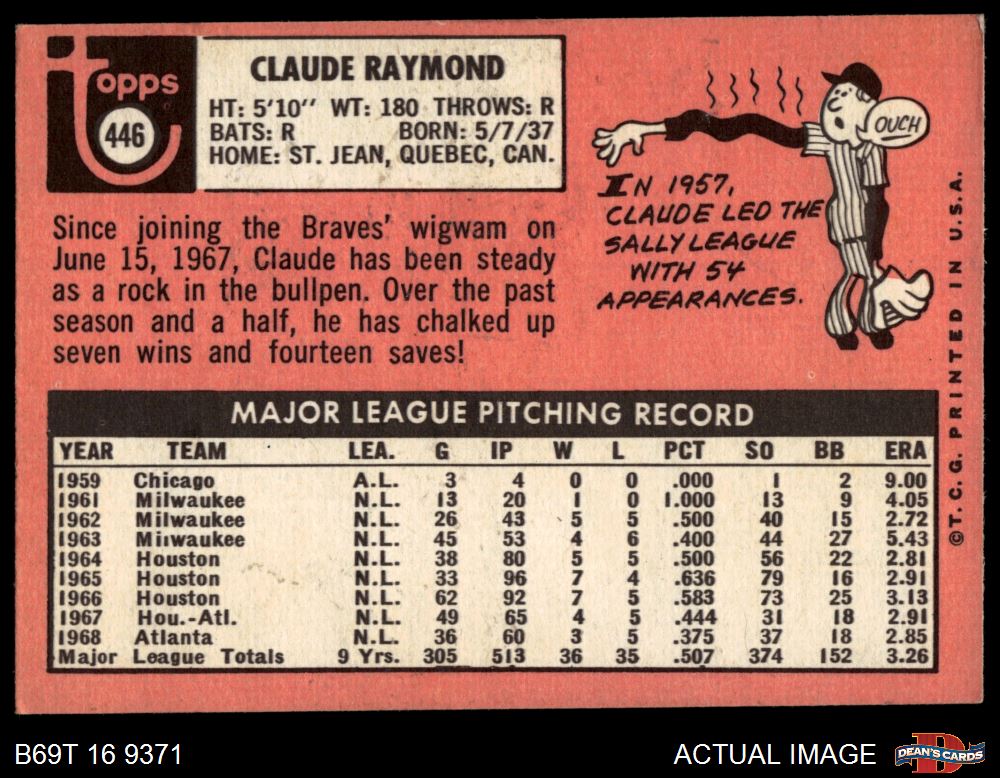 topps
446
CLAUDE RAYMOND
HT: 5'10" WT: 180 THROWS: R
BATS: R BORN: 5/7/37
HOME: ST. JEAN, QUEBEC, CAN.
OUCH
IN 1957,
CLAUDE LED THE
SALLY LEAGUE
WITH 54
APPEARANCES.
Since joining the Braves' wigwam on
June 15, 1967, Claude has been steady
as a rock in the bullpen. Over the past
season and a half, he has chalked up
seven wins and fourteen saves!
MAJOR LEAGUE PITCHING RECORD
YEAR TEAM LEA. G IP W L PCT SO BB ERA
1959 Chicago A.L. 3 4 0 0 .000 1 2 9.00
1961 Milwaukee N.L. 13 20 1 0 1.000 13 9 4.05
1962 Milwaukee N.L. 26 43 5 5 .500 40 15 2.72
1963 Milwaukee N.L. 45 53 4 6 .400 44 27 5.43
1964 Houston N.L. 38 80 5 5 .500 56 22 2.81
1965 Houston N.L. 33 96 7 4 .636 79 16 2.91
1966 Houston N.L. 62 92 7 5 .583 73 25 3.13
1967 Hou.-Atl. N.L. 49 65 4 5 .444 31 18 2.91
1968 Atlanta N.L. 36 60 3 5 .375 37 18 2.85
Major League Totals 9 Yrs. 305 513 36 35 .507 374 152 3.26
©T.C.G. PRINTED IN U.S.A.
B69T 16 9371
ACTUAL IMAGE
DEAN'S CARDS